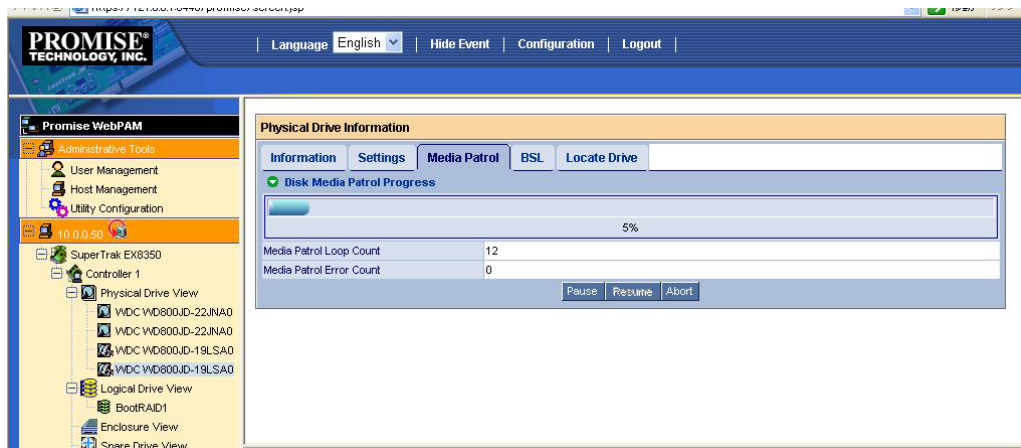 PROMISE®
TECHNOLOGY, INC.
Language English | Hide Event | Configuration | Logout |
Promise WebPAM
Administrative Tools
User Management
Host Management
Utility Configuration
10.0.0.50
SuperTrak EX8350
Controller 1
Physical Drive View
WDC WD800JD-22JNA0
WDC WD800JD-22JNA0
WDC WD800JD-19LSA0
WDC WD800JD-19LSA0
Logical Drive View
BootRAID1
Enclosure View
Spare Drive View
Physical Drive Information
Information Settings Media Patrol BSL Locate Drive
Disk Media Patrol Progress
5%
Media Patrol Loop Count 12
Media Patrol Error Count 0
Pause Resume Abort